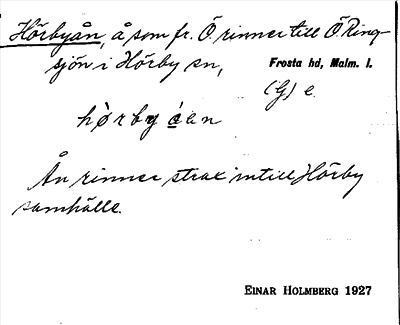 Hörbyån, å som fr. Ö. rinner till Ö Ring-
sjön i Hörby sn,
Frosta hd, Malm. l.
(G) e.
hòrby
Ån rinner strax intill Hörby
samhälle.
EINAR HOLMBERG 1927